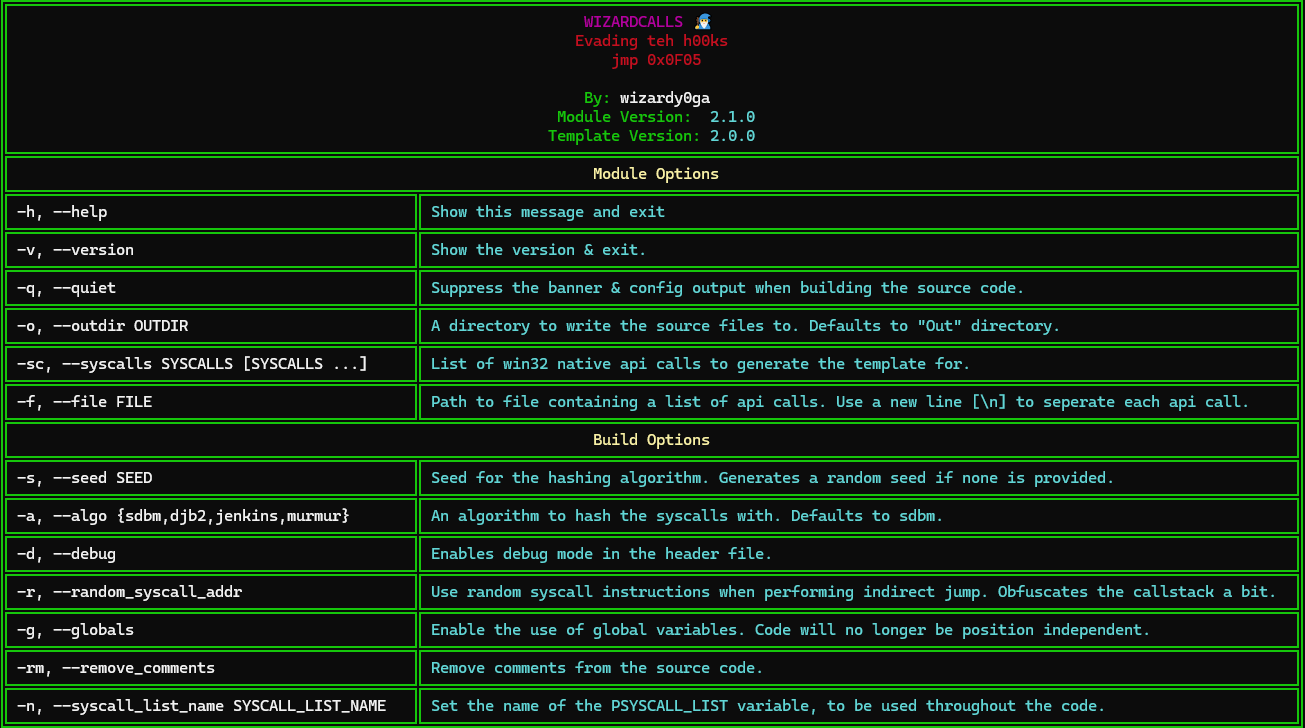 WIZARDCALLS 🧙
Evading teh h00ks
jmp 0x0F05
By: wizardy0ga
Module Version:  2.1.0
Template Version: 2.0.0
Module Options
-h, --help
Show this message and exit
-v, --version
Show the version & exit.
-q, --quiet
Suppress the banner & config output when building the source code.
-o, --outdir OUTDIR
A directory to write the source files to. Defaults to "Out" directory.
-sc, --syscalls SYSCALLS [SYSCALLS ...]
List of win32 native api calls to generate the template for.
-f, --file FILE
Path to file containing a list of api calls. Use a new line [\n] to seperate each api call.
Build Options
-s, --seed SEED
Seed for the hashing algorithm. Generates a random seed if none is provided.
-a, --algo {sdbm,djb2,jenkins,murmur}
An algorithm to hash the syscalls with. Defaults to sdbm.
-d, --debug
Enables debug mode in the header file.
-r, --random_syscall_addr
Use random syscall instructions when performing indirect jump. Obfuscates the callstack a bit.
-g, --globals
Enable the use of global variables. Code will no longer be position independent.
-rm, --remove_comments
Remove comments from the source code.
-n, --syscall_list_name SYSCALL_LIST_NAME
Set the name of the PSYSCALL_LIST variable, to be used throughout the code.